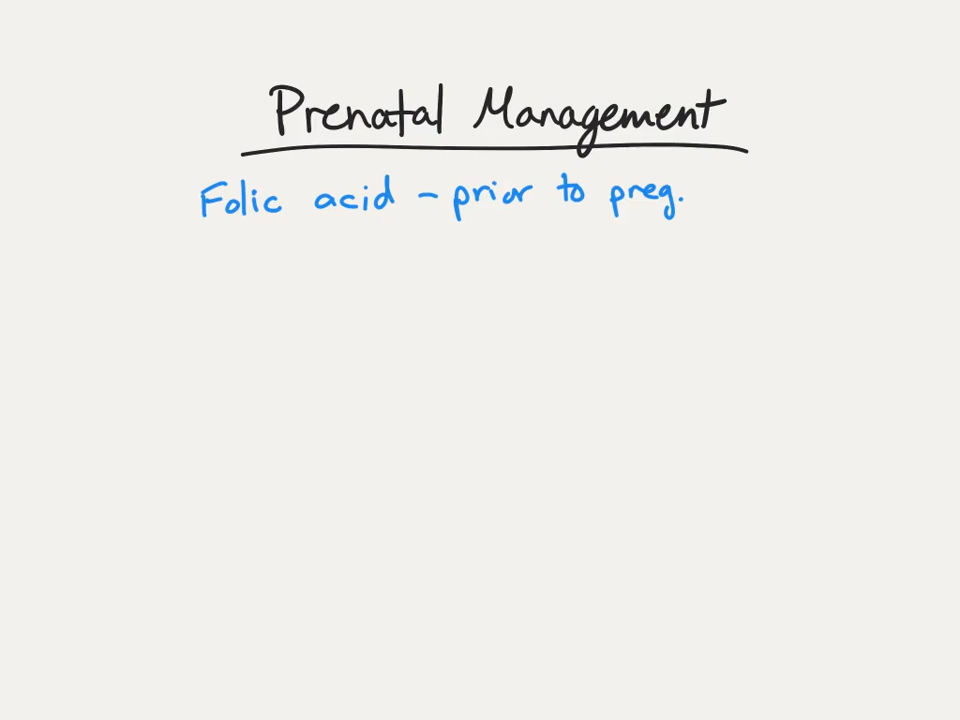 Prenatal Management
Folic acid - prior to preg.